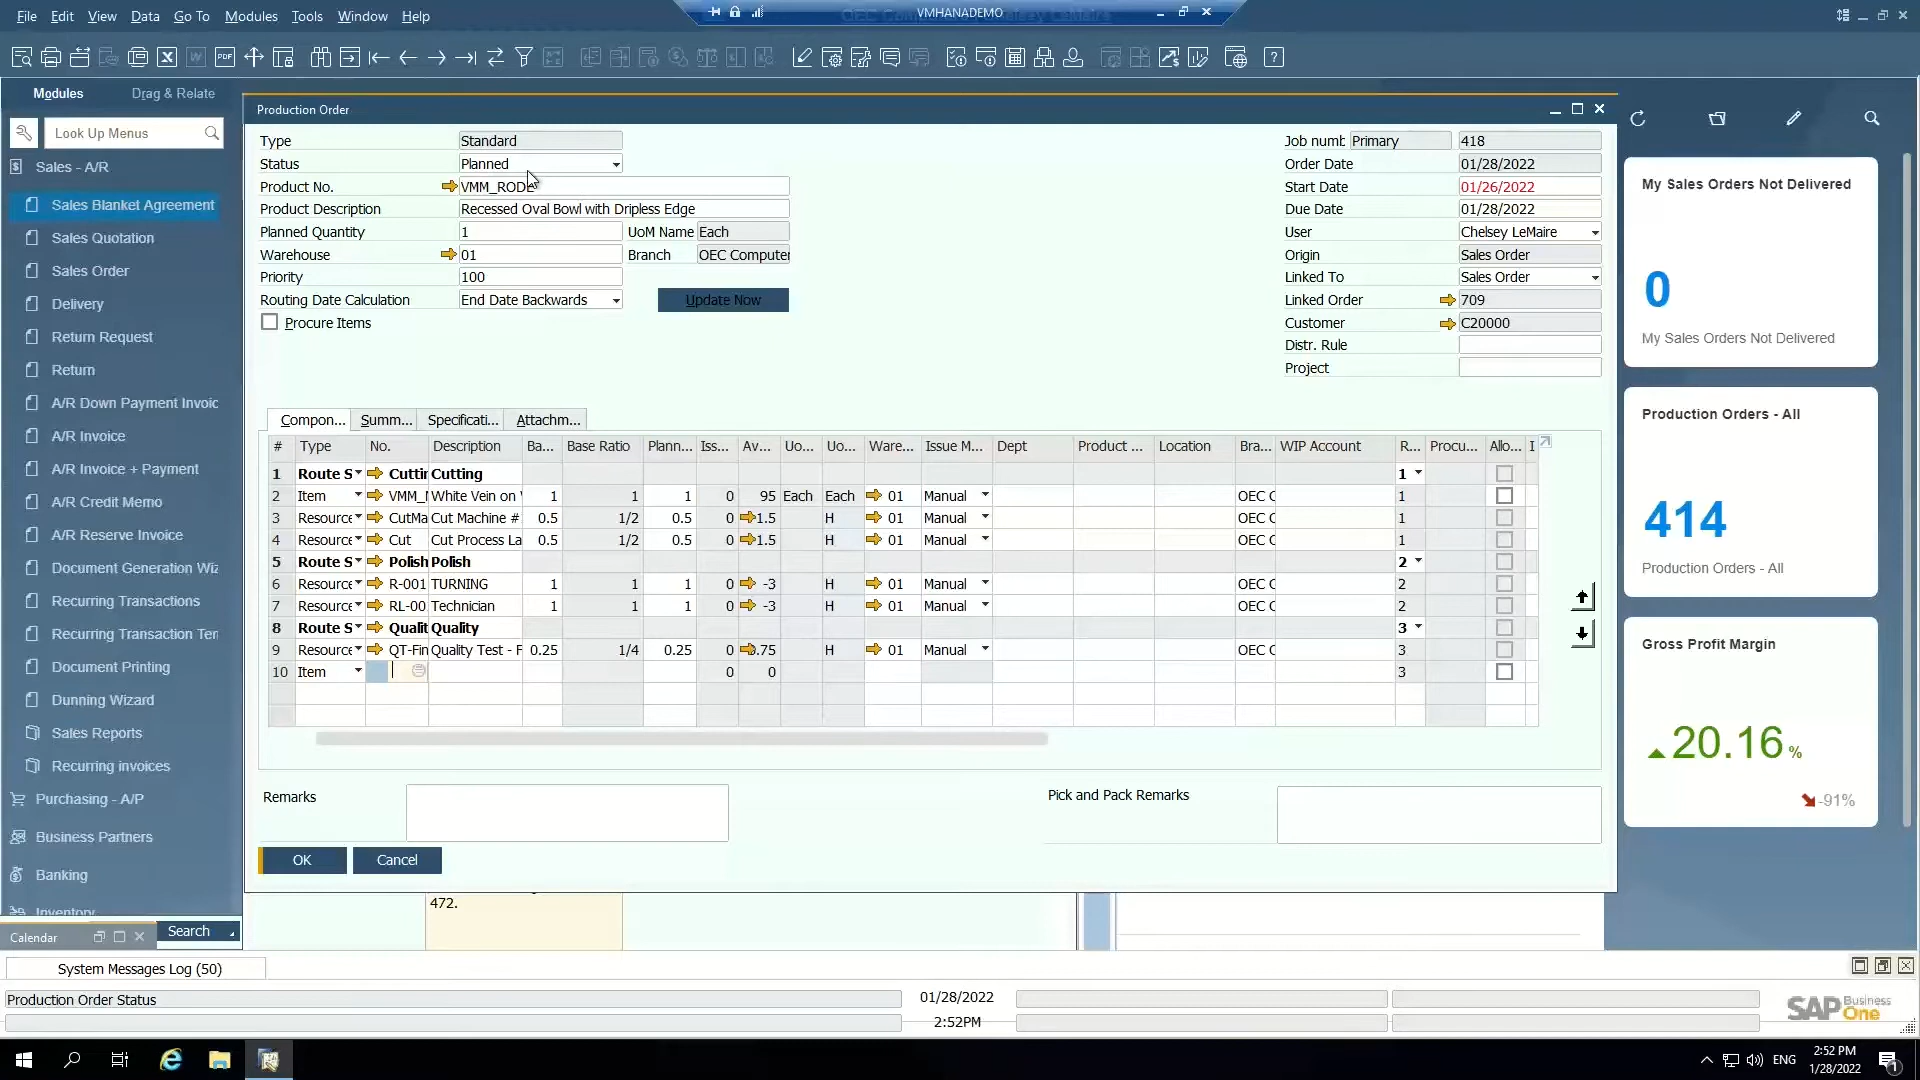 File Edit View Data Go To Modules Tools Window Help
VMHANADEMO
Modules Drag & Relate
Look Up Menus
Sales - A/R
Sales Blanket Agreement
Sales Quotation
Sales Order
Delivery
Return Request
Return
A/R Down Payment Invoic
A/R Invoice
A/R Invoice + Payment
A/R Credit Memo
A/R Reserve Invoice
Document Generation Wiz
Recurring Transactions
Recurring Transaction Ten
Document Printing
Dunning Wizard
Sales Reports
Recurring invoices
Purchasing - A/P
Business Partners
Banking
Inventory
Calendar
Search
Production Order
Type Standard
Status Planned
Product No. VMM_RODE
Product Description Recessed Oval Bowl with Dripless Edge
Planned Quantity 1 UoM Name Each
Warehouse 01 Branch OEC Computer
Priority 100
Routing Date Calculation End Date Backwards Update Now
Procure Items
Job numb Primary 418
Order Date 01/28/2022
Start Date 01/26/2022
Due Date 01/28/2022
User Chelsey LeMaire
Origin Sales Order
Linked To Sales Order
Linked Order 709
Customer C20000
Distr. Rule
Project
Compon... Summ... Specificati... Attachm...
# Type No. Description Ba... Base Ratio Plann... Iss... Av... Uo... Uo... Ware... Issue M... Dept Product ... Location Bra... WIP Account R... Procu... Allo... I
1 Route S Cuttin Cutting 1
2 Item VMM_ White Vein on 1 1 1 0 95 Each Each 01 Manual OEC C 1
3 Resource CutMa Cut Machine # 0.5 1/2 0.5 0 1.5 H 01 Manual OEC C 1
4 Resource Cut Cut Process La 0.5 1/2 0.5 0 1.5 H 01 Manual OEC C 1
5 Route S Polish Polish 2
6 Resource R-001 TURNING 1 1 1 0 -3 H 01 Manual OEC C 2
7 Resource RL-00 Technician 1 1 1 0 -3 H 01 Manual OEC C 2
8 Route S Qualit Quality 3
9 Resource QT-Fin Quality Test - F 0.25 1/4 0.25 0 .75 H 01 Manual OEC C 3
10 Item 0 0 3
Remarks
Pick and Pack Remarks
OK Cancel
472.
My Sales Orders Not Delivered
0
My Sales Orders Not Delivered
Production Orders - All
414
Production Orders - All
Gross Profit Margin
20.16 %
-91%
System Messages Log (50)
Production Order Status
01/28/2022
2:52PM
SAP Business One
ENG
2:52 PM
1/28/2022
1